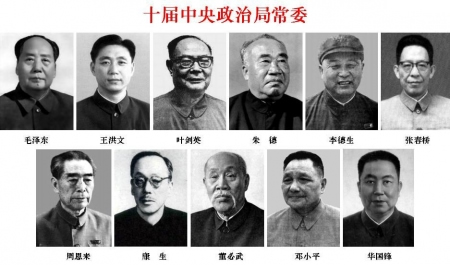 十届中央政治局常委
毛泽东 王洪文 叶剑英 朱 德 李德生 张春桥
周恩来 康 生 董必武 邓小平 华国锋